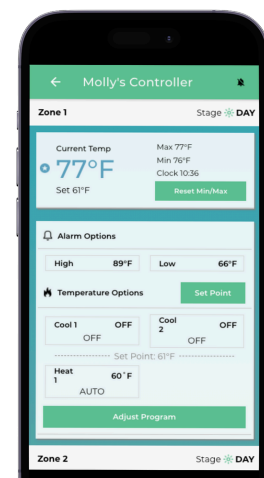 Molly's Controller
Zone 1 Stage DAY
Current Temp
77°F
Set 61°F
Max 77°F
Min 76°F
Clock 10:36
Reset Min/Max
Alarm Options
High 89°F Low 66°F
Temperature Options Set Point
Cool 1 OFF
OFF
Cool 2 OFF
OFF
Set Point: 61°F
Heat 1 60°F
AUTO
Adjust Program
Zone 2 Stage DAY